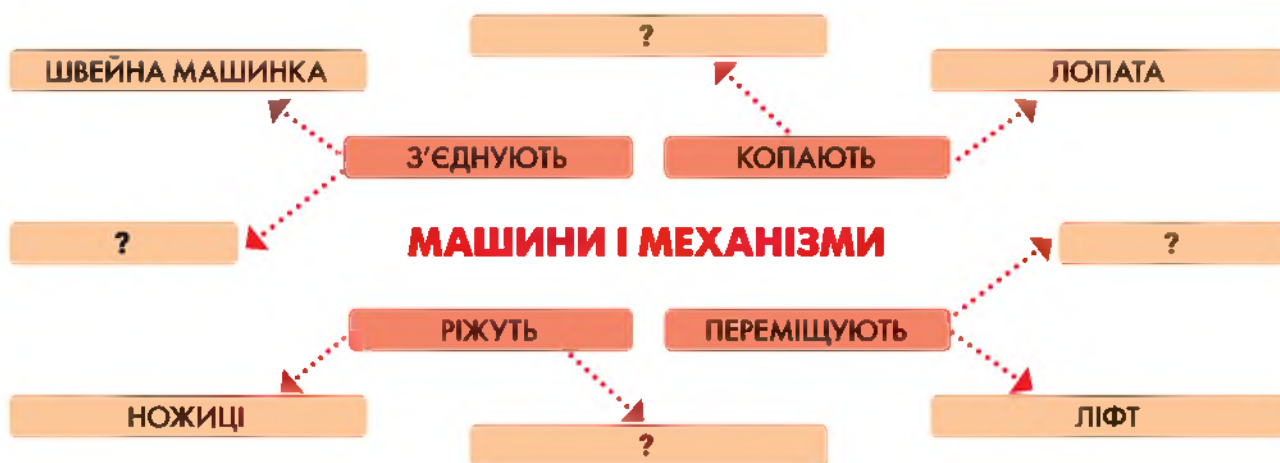 ?
ШВЕЙНА МАШИНКА
ЛОПАТА
З’ЄДНУЮТЬ
КОПАЮТЬ
?
МАШИНИ І МЕХАНІЗМИ
?
РІЖУТЬ
ПЕРЕМІЩУЮТЬ
НОЖИЦІ
?
ЛІФТ